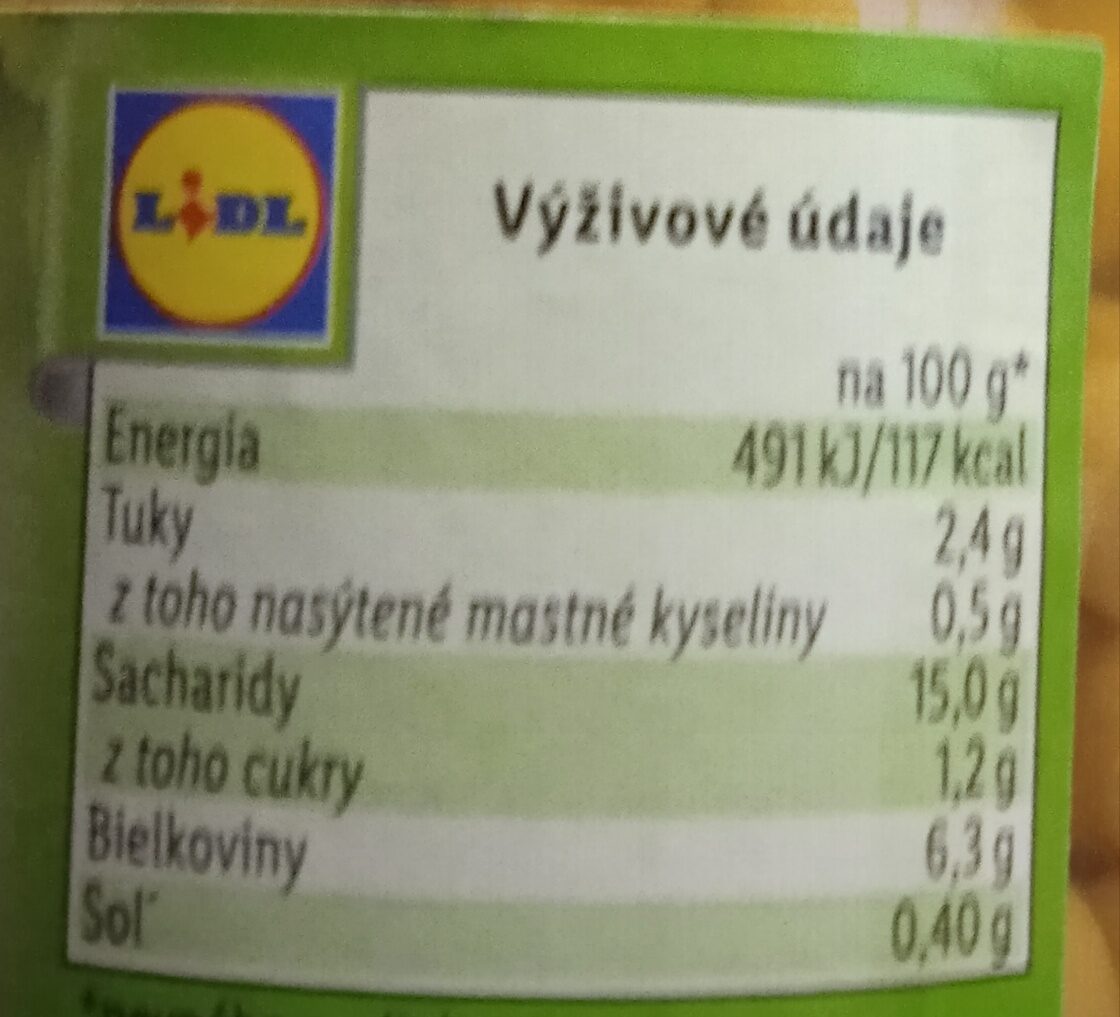 LIDL
Výživové údaje
na 100 g*
Energia 491 kJ/117 kcal
Tuky 2,4 g
z toho nasýtené mastné kyseliny 0,5 g
Sacharidy 15,0 g
z toho cukry 1,2 g
Bielkoviny 6,3 g
Soľ 0,40 g